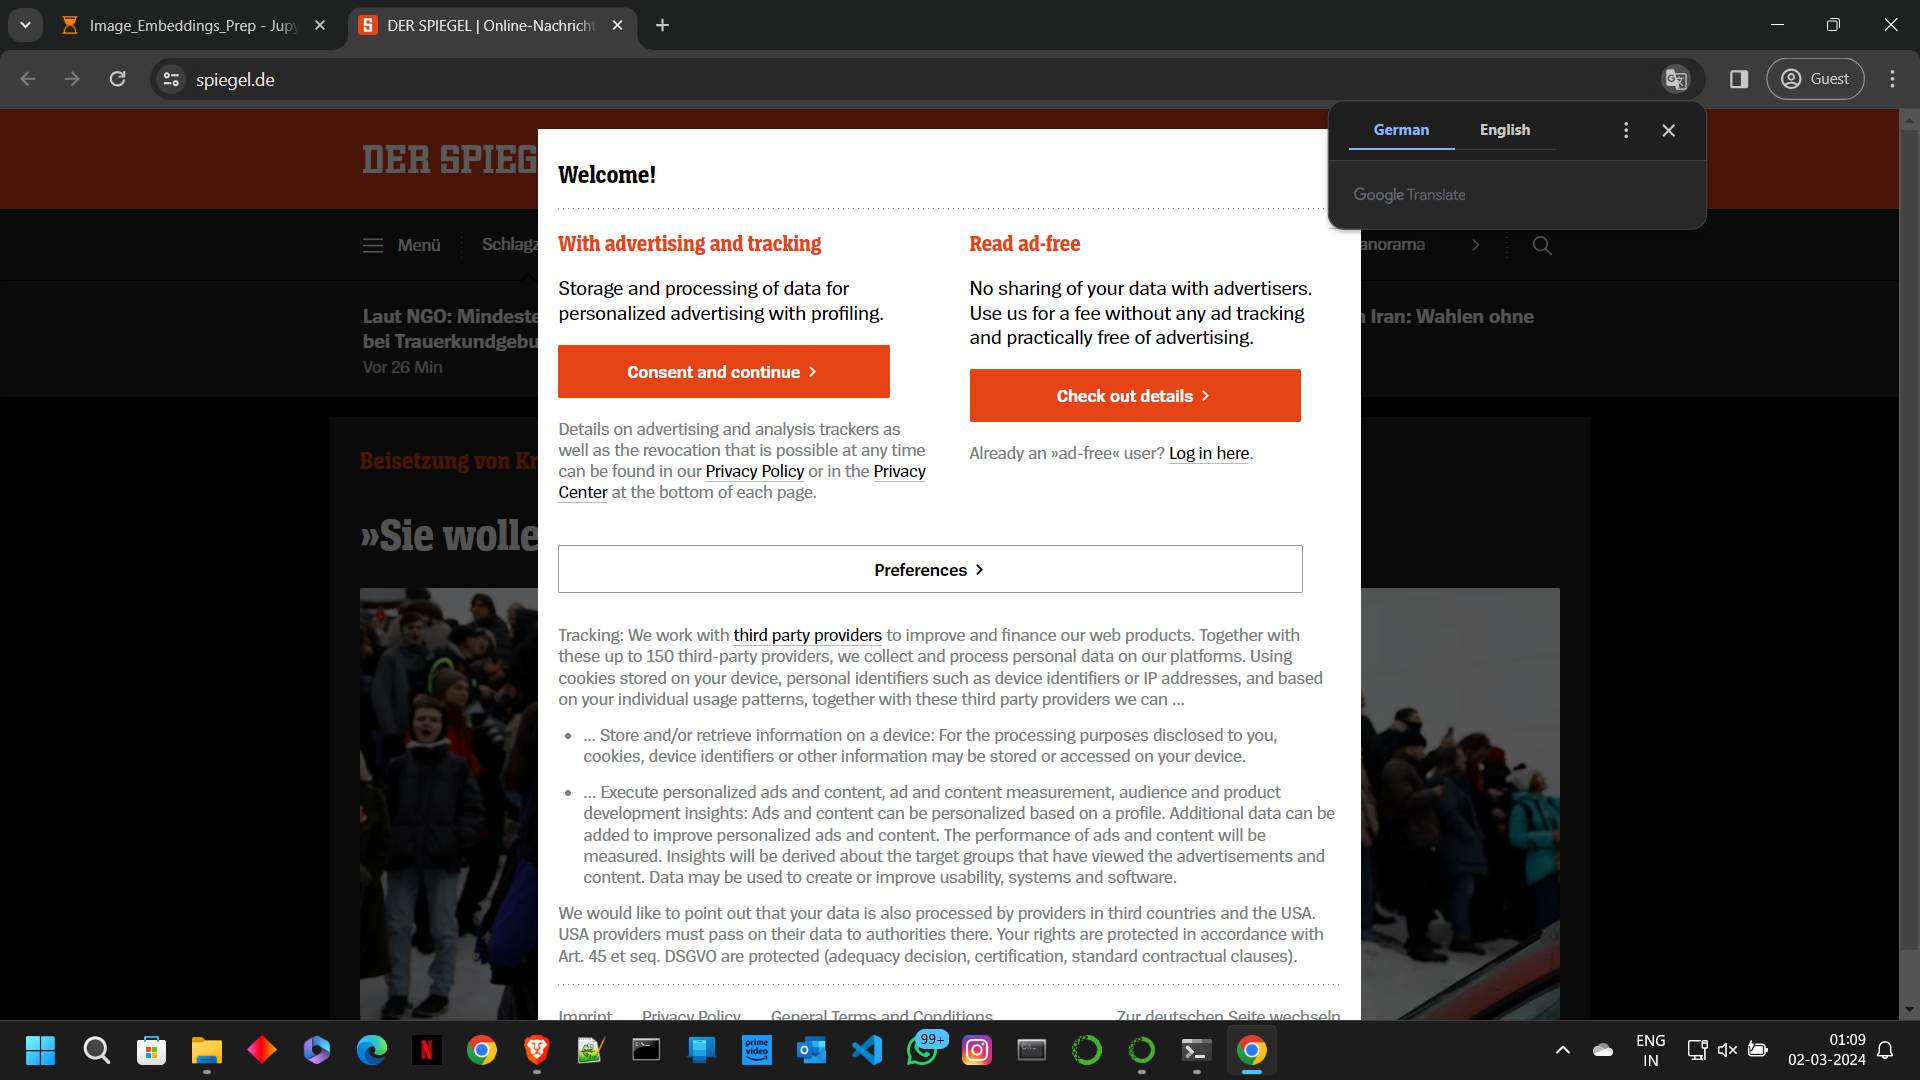 Image_Embeddings_Prep - Jupy
DER SPIEGEL | Online-Nachricht
spiegel.de
Guest
German
English
Google Translate
DER SPIEG
Menü
Schlagz
anorama
Laut NGO: Mindeste
bei Trauerkundgebu
Vor 26 Min
n Iran: Wahlen ohne
Beisetzung von Kr
»Sie wolle
Welcome!
With advertising and tracking
Storage and processing of data for
personalized advertising with profiling.
Consent and continue
Details on advertising and analysis trackers as
well as the revocation that is possible at any time
can be found in our Privacy Policy or in the Privacy
Center at the bottom of each page.
Read ad-free
No sharing of your data with advertisers.
Use us for a fee without any ad tracking
and practically free of advertising.
Check out details
Already an »ad-free« user? Log in here.
Preferences
Tracking: We work with third party providers to improve and finance our web products. Together with
these up to 150 third-party providers, we collect and process personal data on our platforms. Using
cookies stored on your device, personal identifiers such as device identifiers or IP addresses, and based
on your individual usage patterns, together with these third party providers we can ...
... Store and/or retrieve information on a device: For the processing purposes disclosed to you,
cookies, device identifiers or other information may be stored or accessed on your device.
... Execute personalized ads and content, ad and content measurement, audience and product
development insights: Ads and content can be personalized based on a profile. Additional data can be
added to improve personalized ads and content. The performance of ads and content will be
measured. Insights will be derived about the target groups that have viewed the advertisements and
content. Data may be used to create or improve usability, systems and software.
We would like to point out that your data is also processed by providers in third countries and the USA.
USA providers must pass on their data to authorities there. Your rights are protected in accordance with
Art. 45 et seq. DSGVO are protected (adequacy decision, certification, standard contractual clauses).
Imprint
Privacy Policy
General Terms and Conditions
Zur deutschen Seite wechseln
prime
video
99+
ENG
IN
01:09
02-03-2024